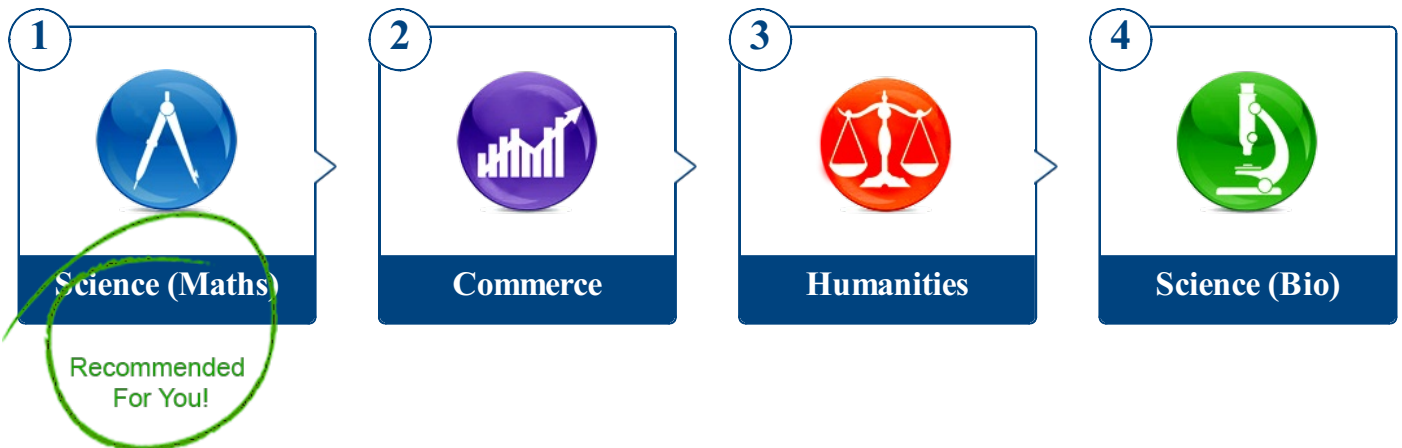 1
2
3
4
Science (Maths)
Commerce
Humanities
Science (Bio)
Recommended
For You!